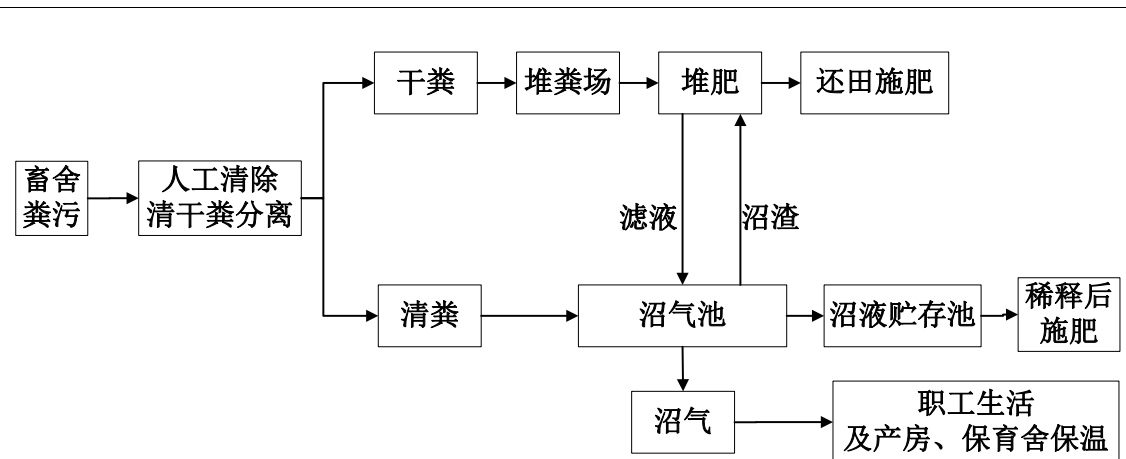 干粪
堆粪场
堆肥
还田施肥
畜舍
粪污
人工清除
清干粪分离
滤液
沼渣
清粪
沼气池
沼液贮存池
稀释后
施肥
沼气
职工生活
及产房、保育舍保温